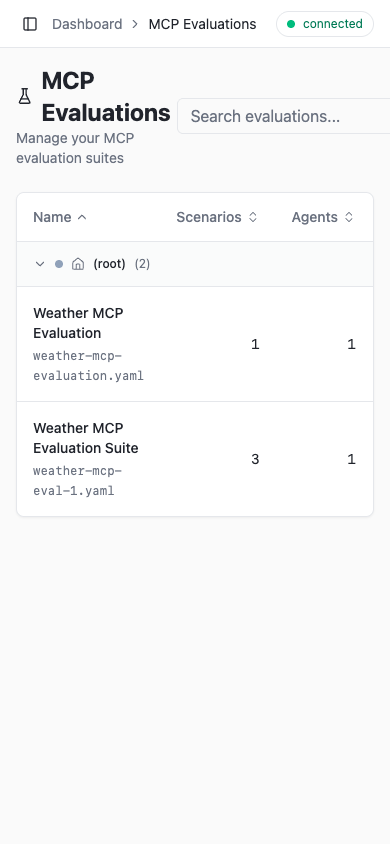 Dashboard > MCP Evaluations
connected
MCP
Evaluations
Search evaluations...
Manage your MCP
evaluation suites
Name
Scenarios
Agents
(root) (2)
Weather MCP
Evaluation
weather-mcp-
evaluation.yaml
1
1
Weather MCP
Evaluation Suite
weather-mcp-
eval-1.yaml
3
1